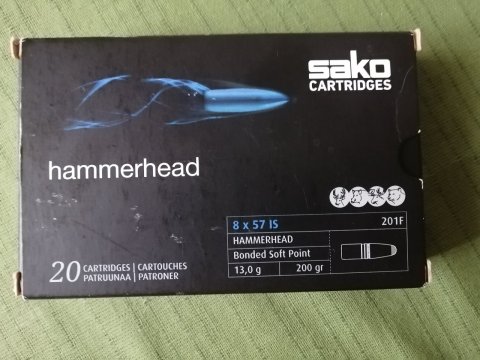 sako
CARTRIDGES
hammerhead
8 x 57 IS 201F
HAMMERHEAD
Bonded Soft Point
13,0 g 200 gr
20 CARTRIDGES | CARTOUCHES
PATRUUNAA | PATRONER